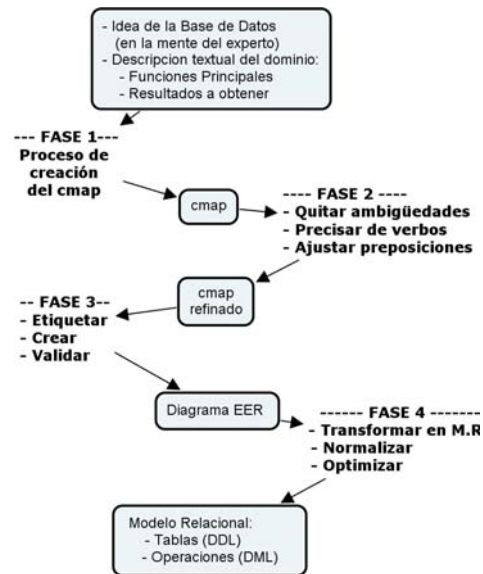 - Idea de la Base de Datos
(en la mente del experto)
- Descripcion textual del dominio:
- Funciones Principales
- Resultados a obtener
--- FASE 1---
Proceso de
creación
del cmap
cmap
---- FASE 2 ----
- Quitar ambigüedades
- Precisar de verbos
- Ajustar preposiciones
cmap
refinado
-- FASE 3--
- Etiquetar
- Crear
- Validar
Diagrama EER
------ FASE 4 -------
- Transformar en M.R
- Normalizar
- Optimizar
Modelo Relacional:
- Tablas (DDL)
- Operaciones (DML)